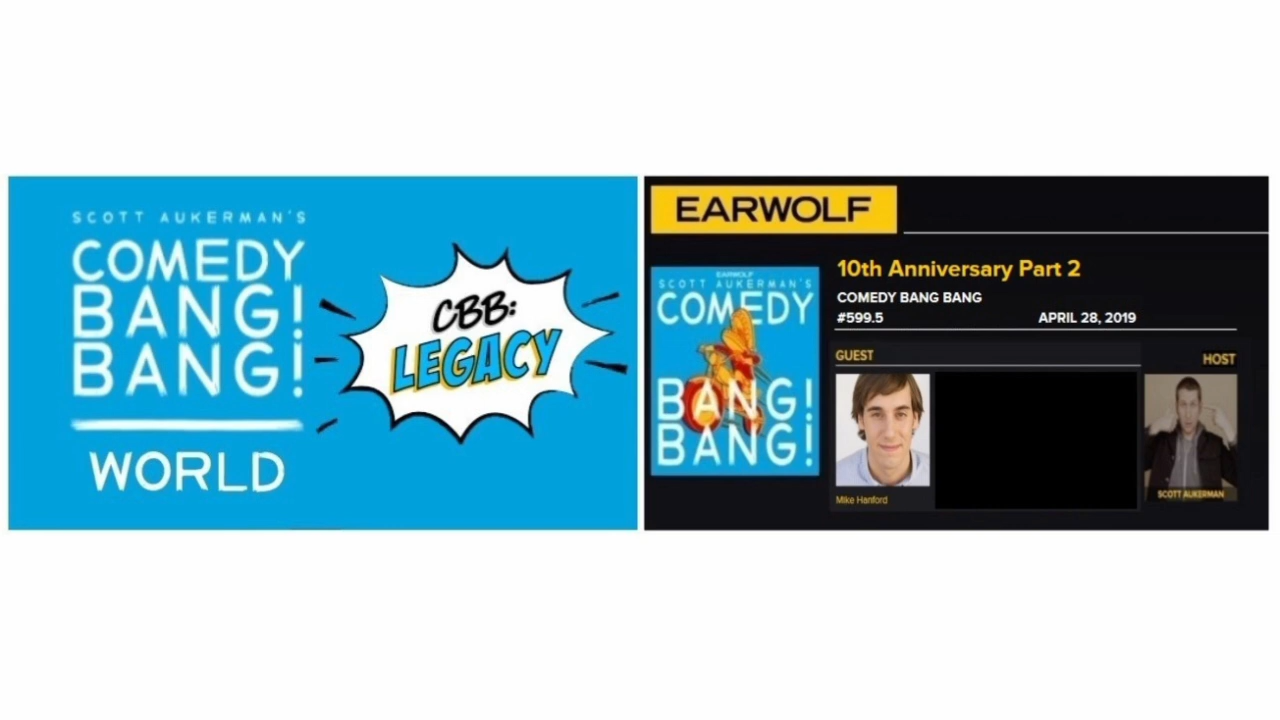 SCOTT AUKERMAN'S
COMEDY
BANG!
BANG!
WORLD
CBB:
LEGACY
EARWOLF
EARWOLF
SCOTT AUKERMAN'S
COMEDY
BANG!
BANG!
10th Anniversary Part 2
COMEDY BANG BANG
#599.5 APRIL 28, 2019
GUEST HOST
Mike Hanford
SCOTT AUKERMAN